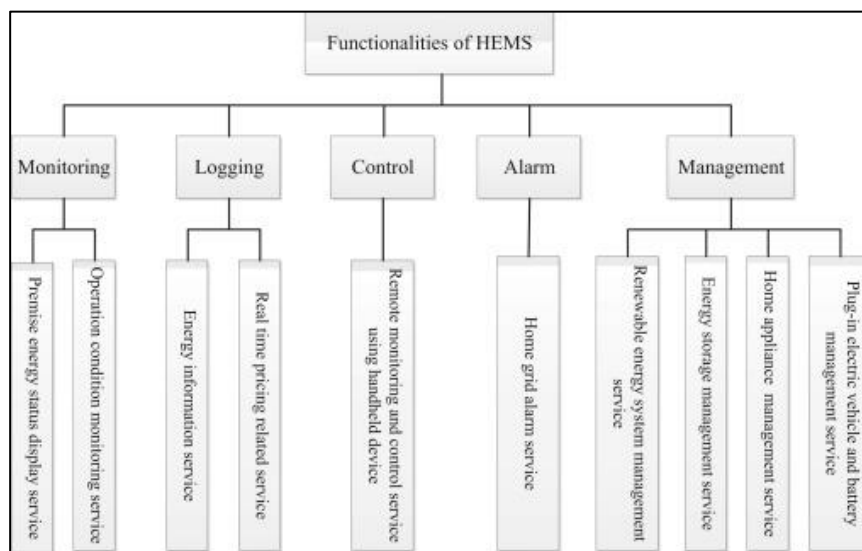 Functionalities of HEMS
Monitoring
Logging
Control
Alarm
Management
Premise energy status display service
Operation condition monitoring service
Energy information service
Real time pricing related service
Remote monitoring and control service
using handheld device
Home grid alarm service
Renewable energy system management
service
Energy storage management service
Home appliance management service
Plug-in electric vehicle and battery
management service